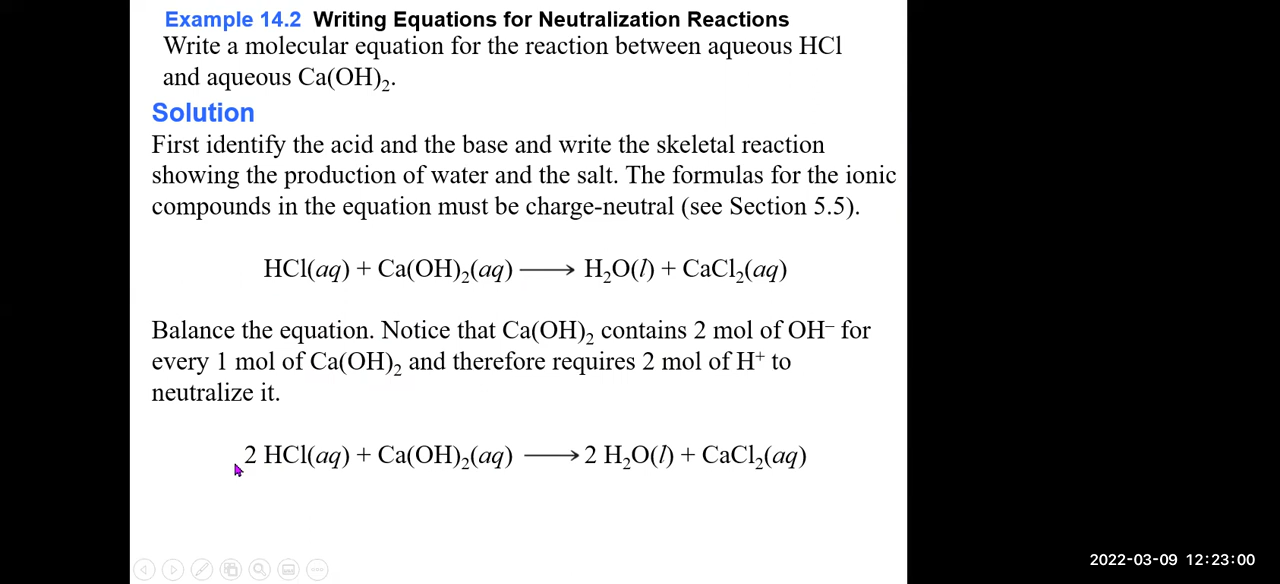 Example 14.2 Writing Equations for Neutralization Reactions
Write a molecular equation for the reaction between aqueous HCl
and aqueous Ca(OH)₂.
Solution
First identify the acid and the base and write the skeletal reaction
showing the production of water and the salt. The formulas for the ionic
compounds in the equation must be charge-neutral (see Section 5.5).
HCl(aq) + Ca(OH)₂(aq) ⟶ H₂O(l) + CaCl₂(aq)
Balance the equation. Notice that Ca(OH)₂ contains 2 mol of OH⁻ for
every 1 mol of Ca(OH)₂ and therefore requires 2 mol of H⁺ to
neutralize it.
2 HCl(aq) + Ca(OH)₂(aq) ⟶ 2 H₂O(l) + CaCl₂(aq)
2022-03-09 12:23:00